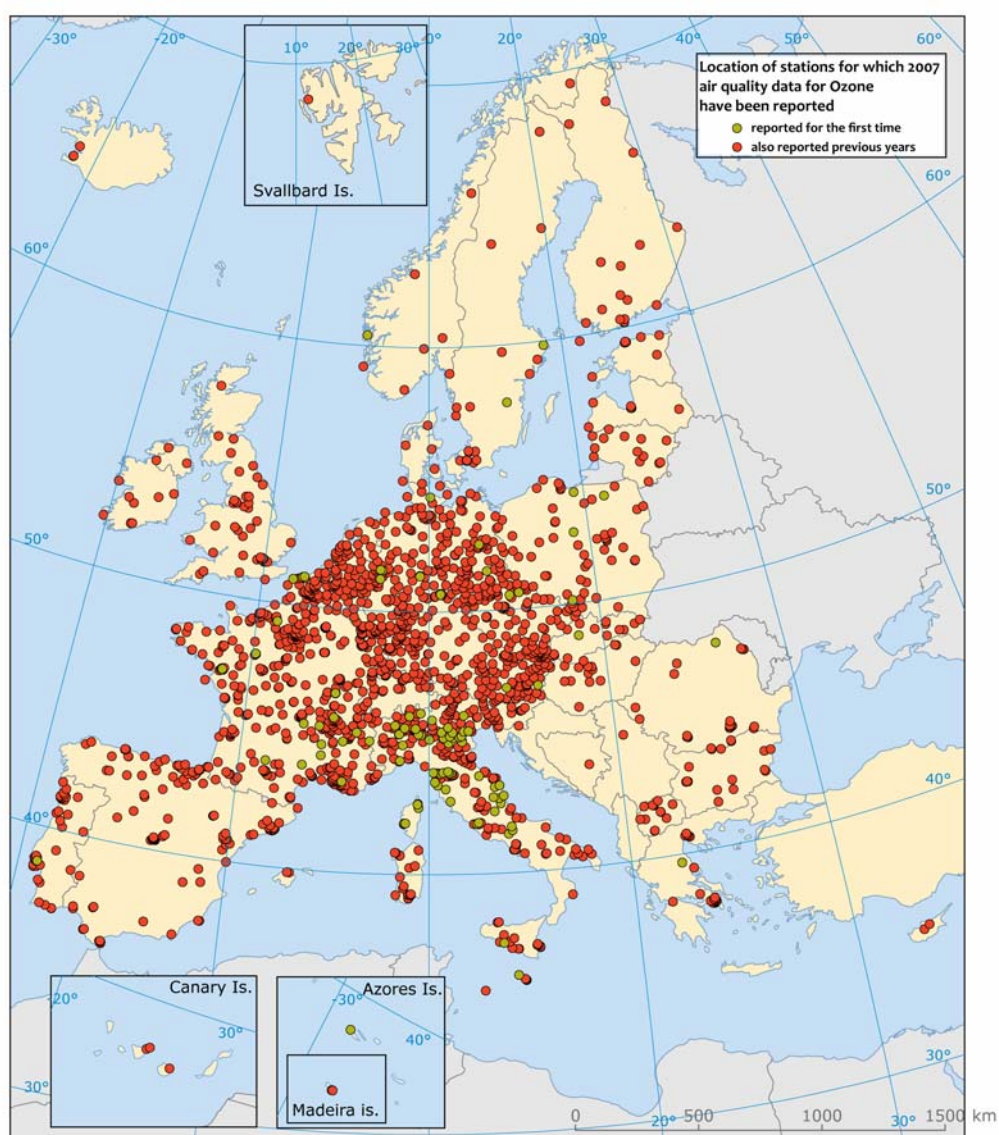 -30°
-20°
10°
20°
30°
0°
20°
30°
40°
50°
60°
Location of stations for which 2007
air quality data for Ozone
have been reported
reported for the first time
also reported previous years
Svallbard Is.
60°
60°
50°
50°
40°
40°
Canary Is.
20°
30°
30°
Azores Is.
-30°
40°
Madeira is.
30°
0
500
1000
1500 km
20°
30°